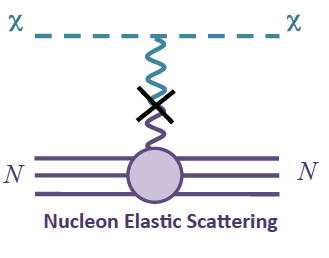 χ χ
N N
Nucleon Elastic Scattering